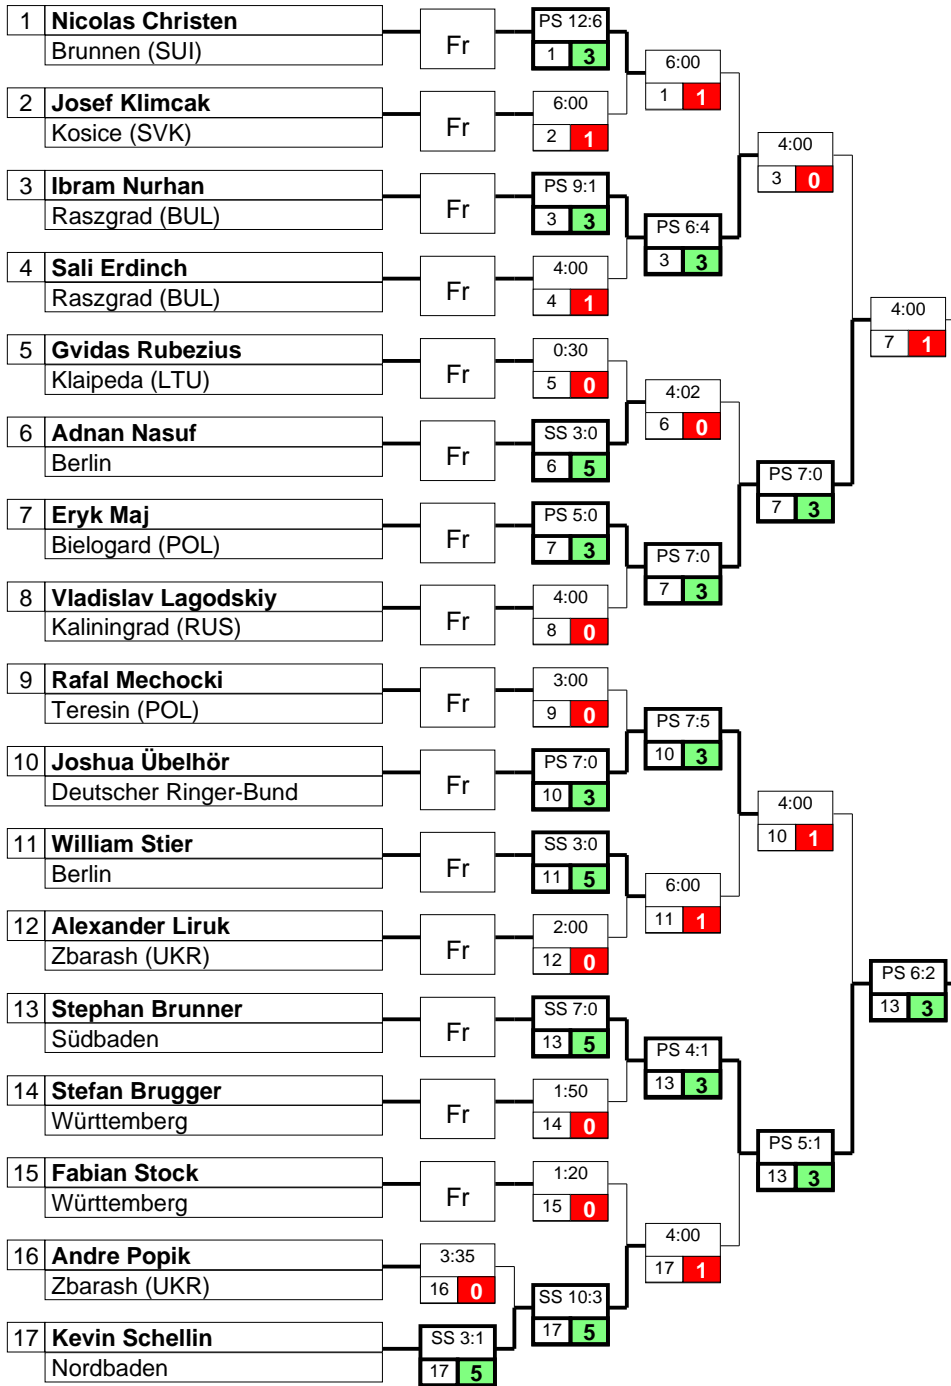 1 Nicolas Christen
Brunnen (SUI)
Fr
PS 12:6
1 3
6:00
1 1
2 Josef Klimcak
Kosice (SVK)
Fr
6:00
2 1
4:00
3 0
3 Ibram Nurhan
Raszgrad (BUL)
Fr
PS 9:1
3 3
PS 6:4
3 3
4 Sali Erdinch
Raszgrad (BUL)
Fr
4:00
4 1
4:00
7 1
5 Gvidas Rubezius
Klaipeda (LTU)
Fr
0:30
5 0
4:02
6 0
6 Adnan Nasuf
Berlin
Fr
SS 3:0
6 5
PS 7:0
7 3
7 Eryk Maj
Bielogard (POL)
Fr
PS 5:0
7 3
PS 7:0
7 3
8 Vladislav Lagodskiy
Kaliningrad (RUS)
Fr
4:00
8 0
9 Rafal Mechocki
Teresin (POL)
Fr
3:00
9 0
PS 7:5
10 3
10 Joshua Übelhör
Deutscher Ringer-Bund
Fr
PS 7:0
10 3
4:00
10 1
11 William Stier
Berlin
Fr
SS 3:0
11 5
6:00
11 1
12 Alexander Liruk
Zbarash (UKR)
Fr
2:00
12 0
PS 6:2
13 3
13 Stephan Brunner
Südbaden
Fr
SS 7:0
13 5
PS 4:1
13 3
14 Stefan Brugger
Württemberg
Fr
1:50
14 0
PS 5:1
13 3
15 Fabian Stock
Württemberg
Fr
1:20
15 0
4:00
17 1
16 Andre Popik
Zbarash (UKR)
3:35
16 0
SS 10:3
17 5
17 Kevin Schellin
Nordbaden
SS 3:1
17 5